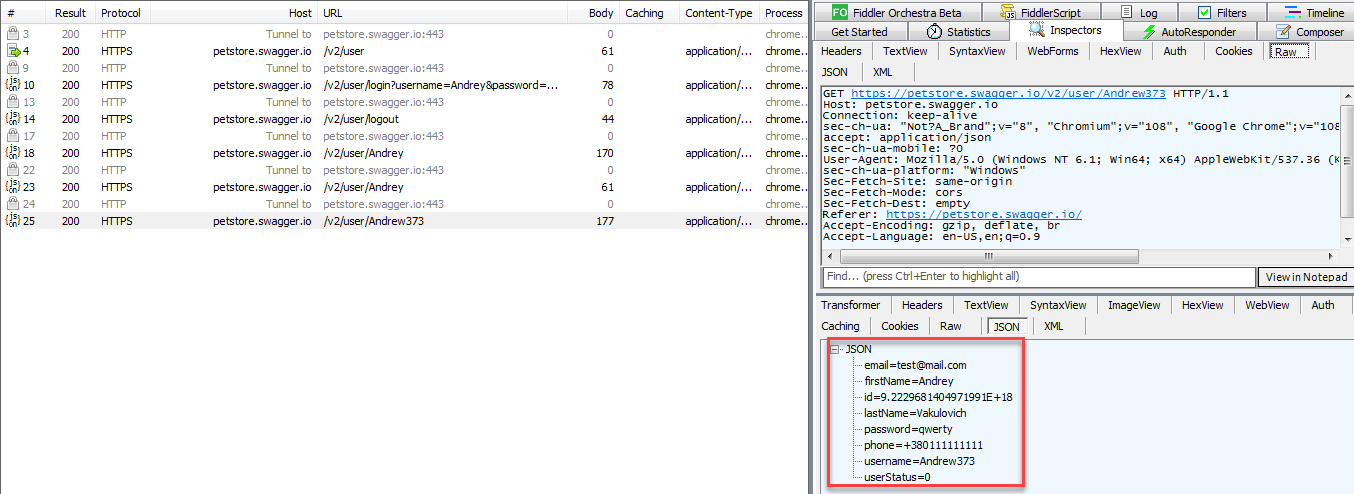 # Result Protocol Host URL Body Caching Content-Type Process
3 200 HTTP Tunnel to petstore.swagger.io:443 0 chrome...
4 200 HTTPS petstore.swagger.io /v2/user 61 application/... chrome...
9 200 HTTP Tunnel to petstore.swagger.io:443 0 chrome...
10 200 HTTPS petstore.swagger.io /v2/user/login?username=Andrey&password=... 78 application/... chrome...
13 200 HTTP Tunnel to petstore.swagger.io:443 0 chrome...
14 200 HTTPS petstore.swagger.io /v2/user/logout 44 application/... chrome...
17 200 HTTP Tunnel to petstore.swagger.io:443 0 chrome...
18 200 HTTPS petstore.swagger.io /v2/user/Andrey 170 application/... chrome...
22 200 HTTP Tunnel to petstore.swagger.io:443 0 chrome...
23 200 HTTPS petstore.swagger.io /v2/user/Andrey 61 application/... chrome...
24 200 HTTP Tunnel to petstore.swagger.io:443 0 chrome...
25 200 HTTPS petstore.swagger.io /v2/user/Andrew373 177 application/... chrome...
FO Fiddler Orchestra Beta JS FiddlerScript Log Filters Timeline
Get Started Statistics Inspectors AutoResponder Composer
Headers TextView SyntaxView WebForms HexView Auth Cookies Raw
JSON XML
GET https://petstore.swagger.io/v2/user/Andrew373 HTTP/1.1
Host: petstore.swagger.io
Connection: keep-alive
sec-ch-ua: "Not?A_Brand";v="8", "Chromium";v="108", "Google Chrome";v="108
accept: application/json
sec-ch-ua-mobile: ?0
User-Agent: Mozilla/5.0 (Windows NT 6.1; Win64; x64) AppleWebKit/537.36 (K
sec-ch-ua-platform: "Windows"
Sec-Fetch-Site: same-origin
Sec-Fetch-Mode: cors
Sec-Fetch-Dest: empty
Referer: https://petstore.swagger.io/
Accept-Encoding: gzip, deflate, br
Accept-Language: en-US,en;q=0.9
Find... (press Ctrl+Enter to highlight all) View in Notepad
Transformer Headers TextView SyntaxView ImageView HexView WebView Auth
Caching Cookies Raw JSON XML
JSON
email=test@mail.com
firstName=Andrey
id=9.2229681404971991E+18
lastName=Vakulovich
password=qwerty
phone=+380111111111
username=Andrew373
userStatus=0